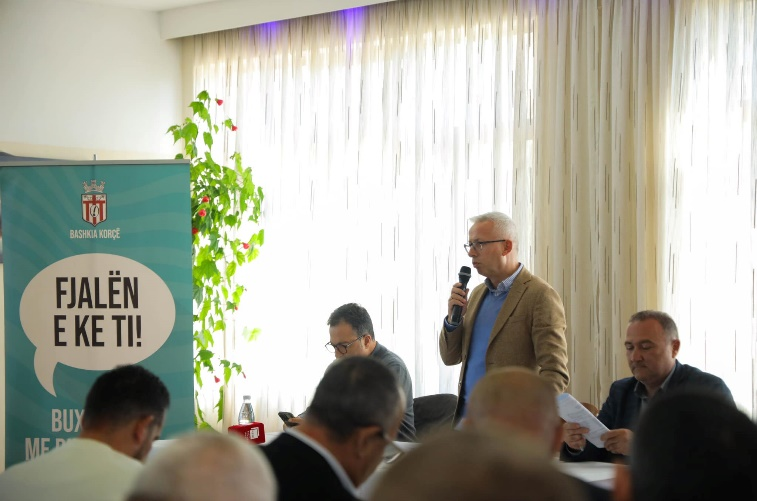 BASHKIA KORÇË
FJALËN
E KE TI!
BUX
ME